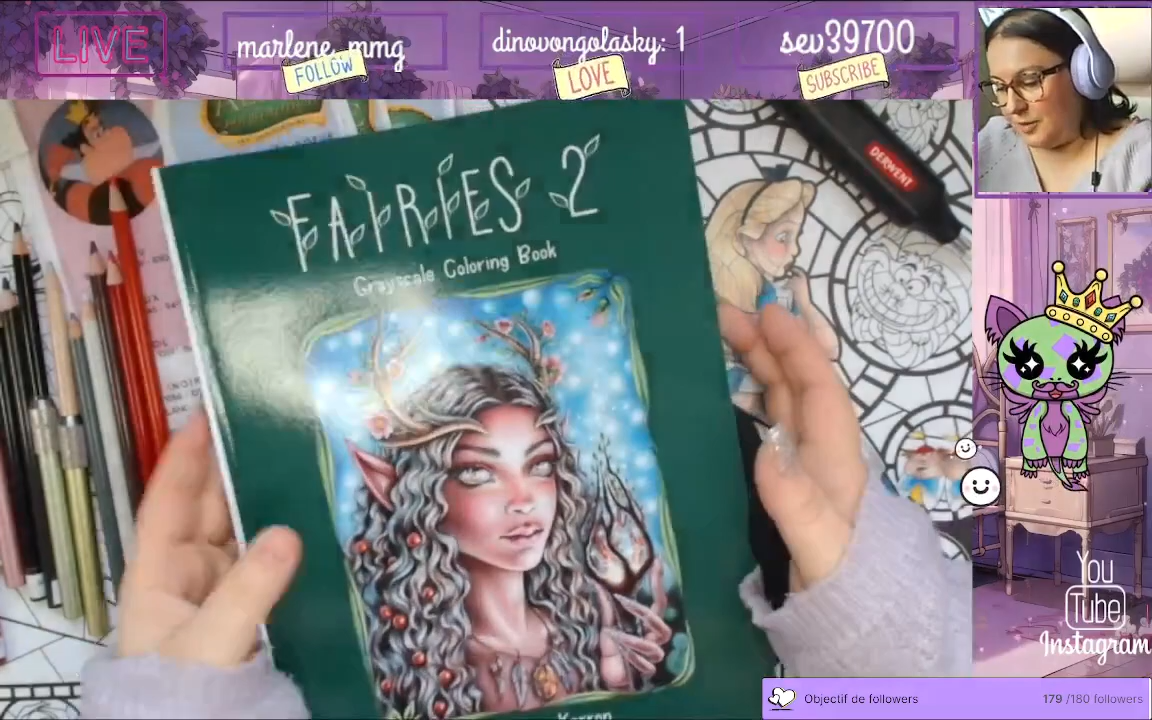 LIVE
marlene_mmg
FOLLOW
dinovongolasky: 1
LOVE
sev39700
SUBSCRIBE
DERWENT
FAIRIES 2
Grayscale Coloring Book
You
Tube
Instagram
Objectif de followers
179 /180 followers